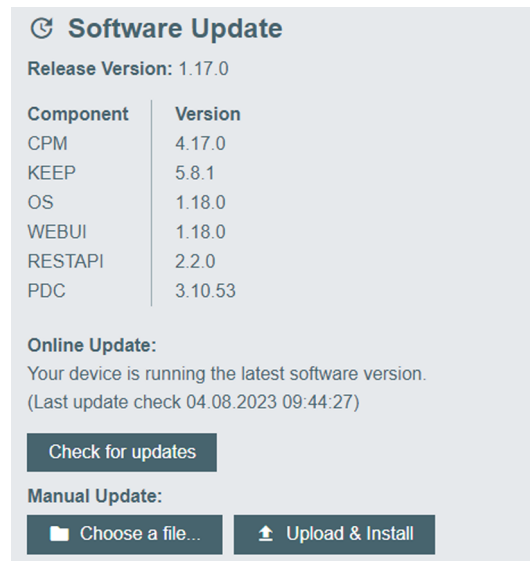 Software Update
Release Version: 1.17.0
Component Version
CPM 4.17.0
KEEP 5.8.1
OS 1.18.0
WEBUI 1.18.0
RESTAPI 2.2.0
PDC 3.10.53
Online Update:
Your device is running the latest software version.
(Last update check 04.08.2023 09:44:27)
Check for updates
Manual Update:
Choose a file... Upload & Install